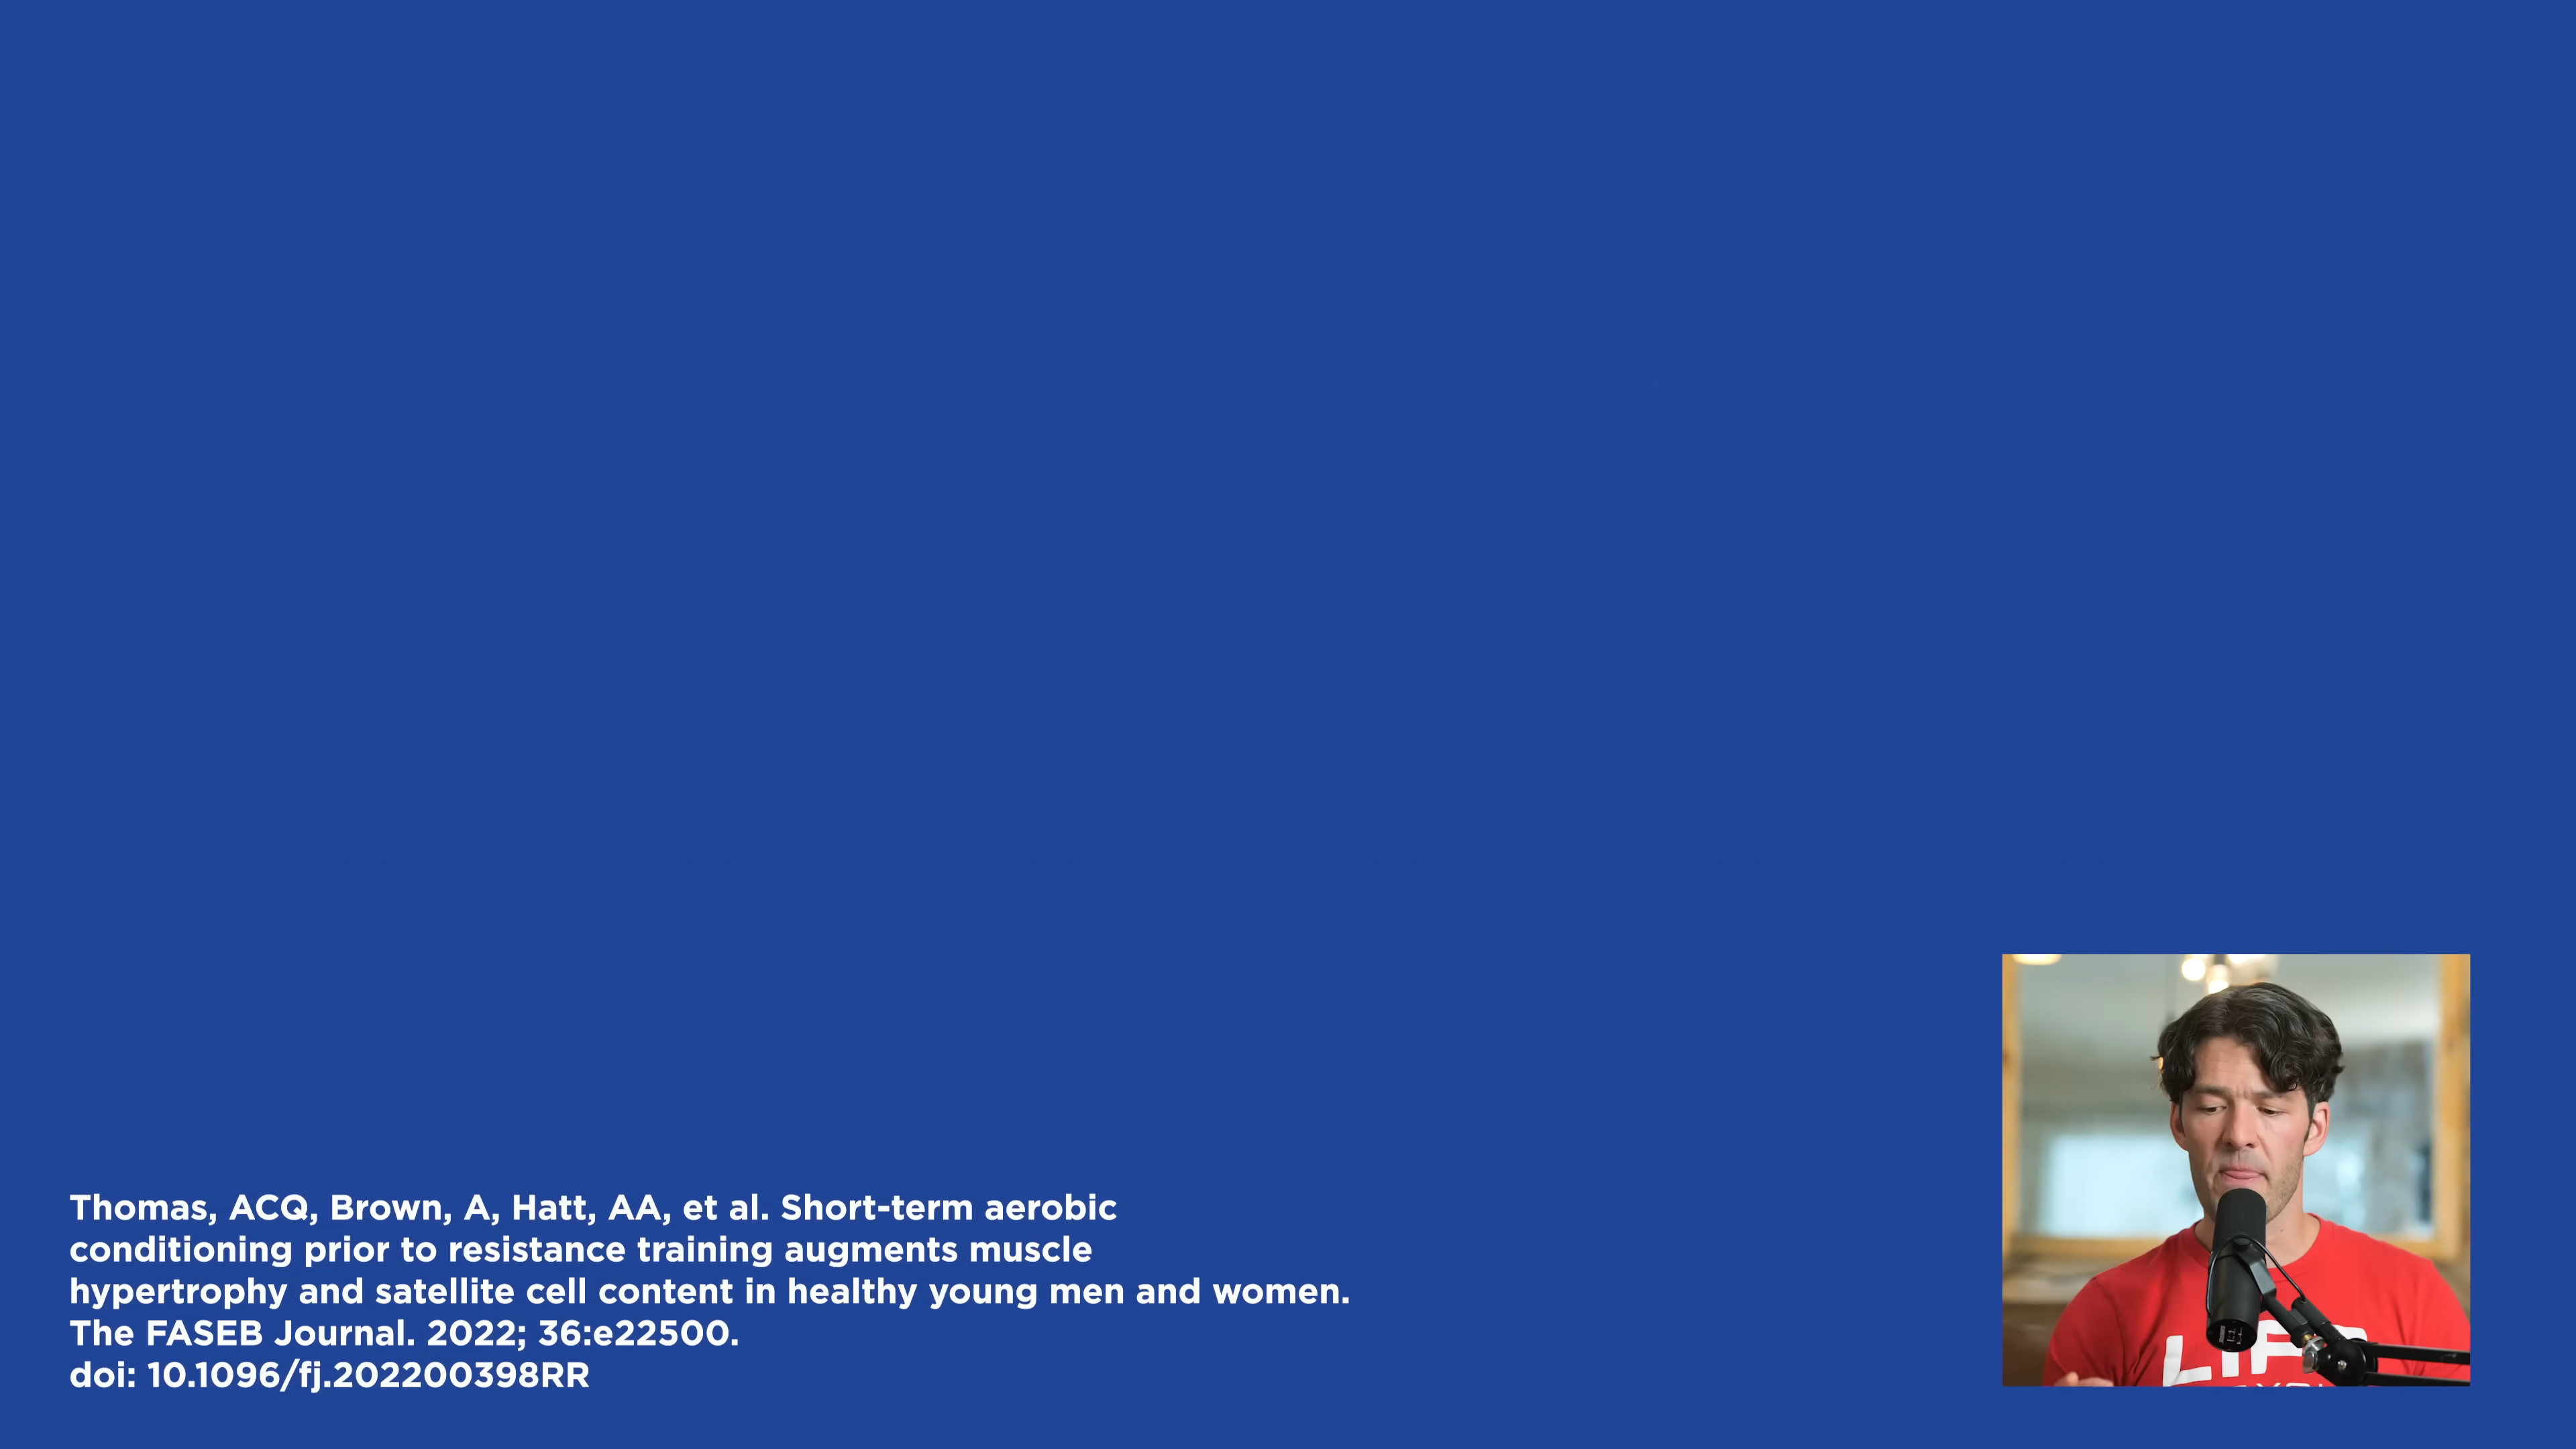 Thomas, ACQ, Brown, A, Hatt, AA, et al. Short-term aerobic
conditioning prior to resistance training augments muscle
hypertrophy and satellite cell content in healthy young men and women.
The FASEB Journal. 2022; 36:e22500.
doi: 10.1096/fj.202200398RR